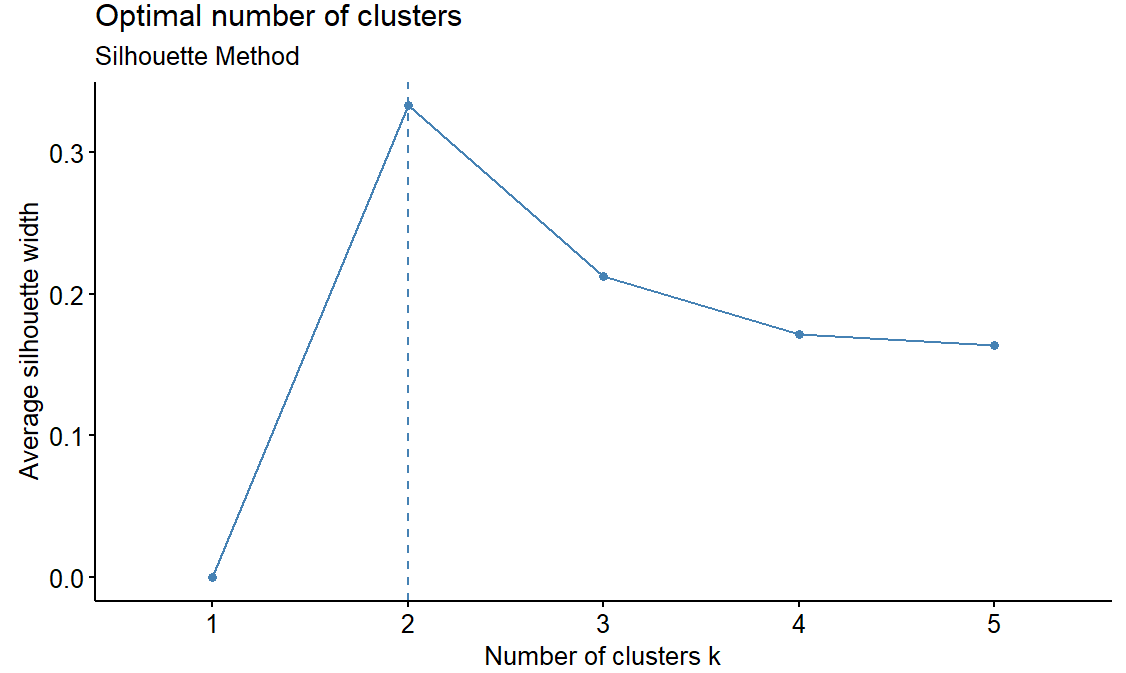 Optimal number of clusters
Silhouette Method
Average silhouette width
0.3
0.2
0.1
0.0
1 2 3 4 5
Number of clusters k